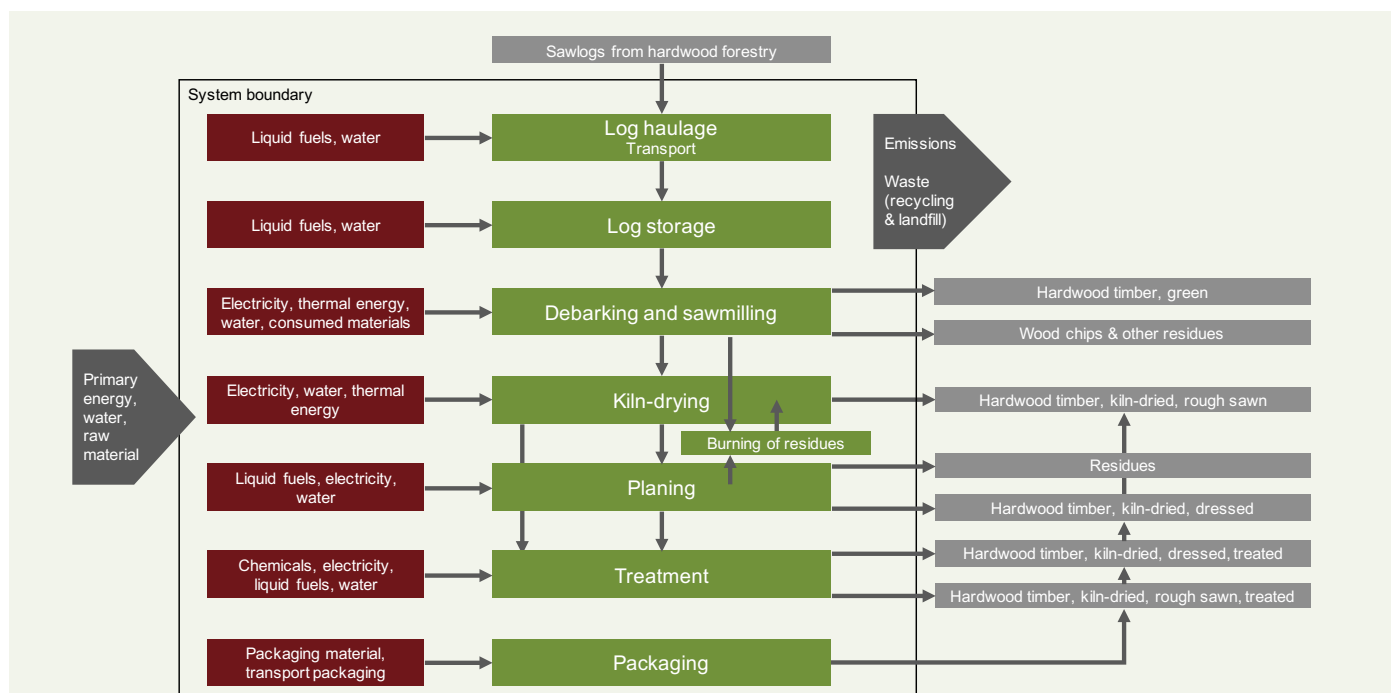 Sawlogs from hardwood forestry
System boundary
Liquid fuels, water
Log haulage
Transport
Emissions
Waste
(recycling
& landfill)
Liquid fuels, water
Log storage
Electricity, thermal energy,
water, consumed materials
Debarking and sawmilling
Hardwood timber, green
Wood chips & other residues
Primary
energy,
water,
raw
material
Electricity, water, thermal
energy
Kiln-drying
Hardwood timber, kiln-dried, rough sawn
Burning of residues
Liquid fuels, electricity,
water
Planing
Residues
Hardwood timber, kiln-dried, dressed
Chemicals, electricity,
liquid fuels, water
Treatment
Hardwood timber, kiln-dried, dressed, treated
Hardwood timber, kiln-dried, rough sawn, treated
Packaging material,
transport packaging
Packaging